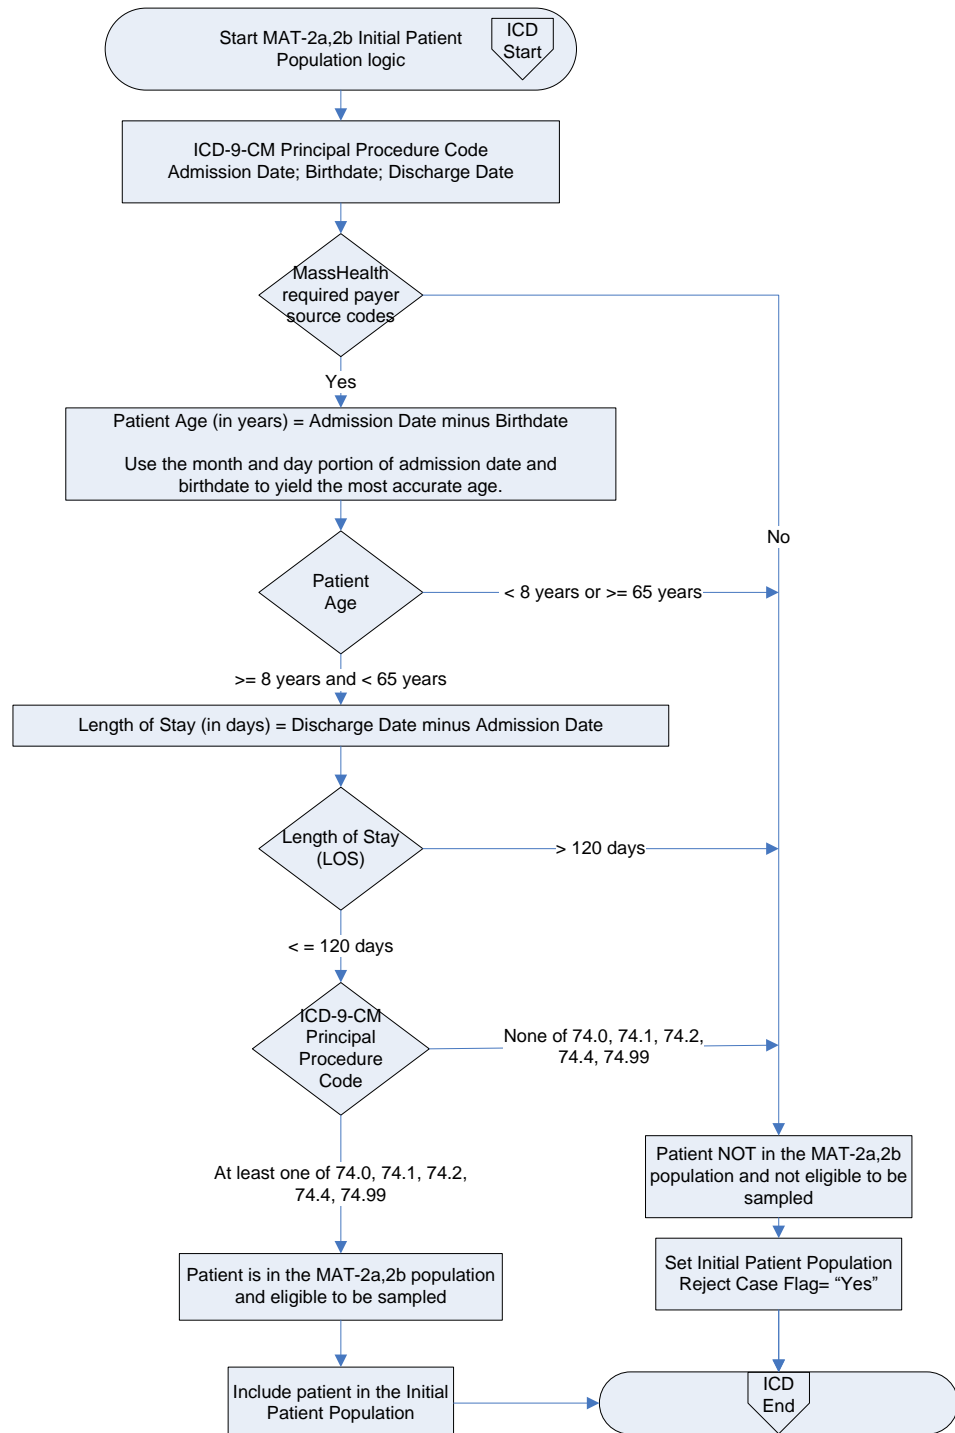 Start MAT-2a,2b Initial Patient
Population logic
ICD
Start
ICD-9-CM Principal Procedure Code
Admission Date; Birthdate; Discharge Date
MassHealth
required payer
source codes
Yes
Patient Age (in years) = Admission Date minus Birthdate
Use the month and day portion of admission date and
birthdate to yield the most accurate age.
No
Patient
Age
< 8 years or >= 65 years
>= 8 years and < 65 years
Length of Stay (in days) = Discharge Date minus Admission Date
Length of Stay
(LOS)
> 120 days
< = 120 days
ICD-9-CM
Principal
Procedure
Code
None of 74.0, 74.1, 74.2,
74.4, 74.99
At least one of 74.0, 74.1, 74.2,
74.4, 74.99
Patient NOT in the MAT-2a,2b
population and not eligible to be
sampled
Set Initial Patient Population
Reject Case Flag= “Yes”
Patient is in the MAT-2a,2b population
and eligible to be sampled
Include patient in the Initial
Patient Population
ICD
End